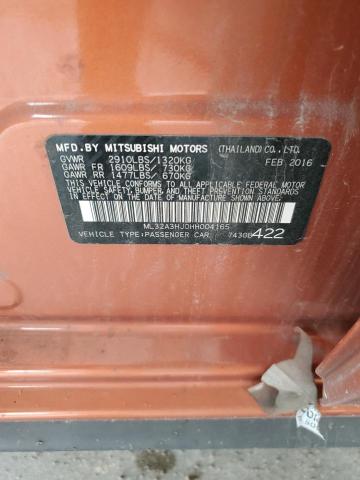 MFD.BY MITSUBISHI MOTORS (THAILAND) CO., LTD.
GVWR 2910LBS/1320KG FEB 2016
GAWR FR 1609LBS/ 730KG
GAWR RR 1477LBS/ 670KG
THIS VEHICLE CONFORMS TO ALL APPLICABLE FEDERAL MOTOR VEHICLE
SAFETY, BUMPER, AND THEFT PREVENTION STANDARDS IN EFFECT
ON THE DATE OF MANUFACTURE SHOWN ABOVE.
ML32A3HJ0HH004165
VEHICLE TYPE:PASSENGER CAR 7430B422